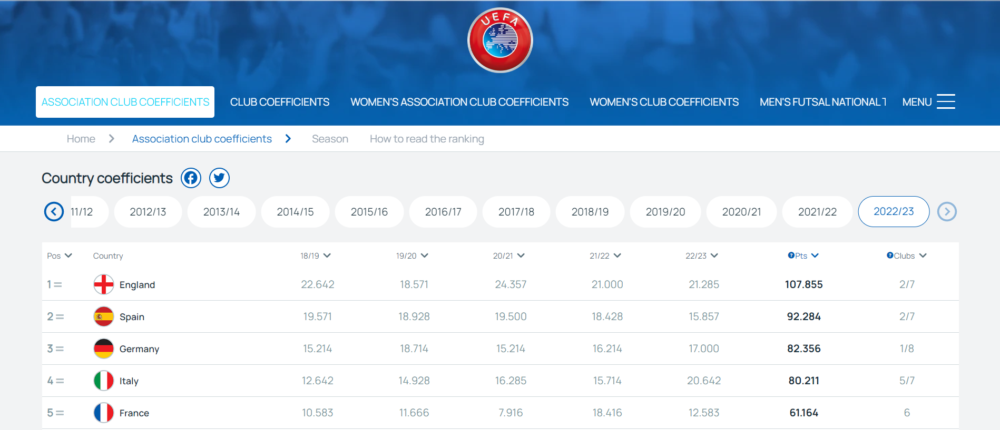 UEFA
ASSOCIATION CLUB COEFFICIENTS CLUB COEFFICIENTS WOMEN'S ASSOCIATION CLUB COEFFICIENTS WOMEN'S CLUB COEFFICIENTS MEN'S FUTSAL NATIONAL T MENU
Home Association club coefficients Season How to read the ranking
Country coefficients
11/12 2012/13 2013/14 2014/15 2015/16 2016/17 2017/18 2018/19 2019/20 2020/21 2021/22 2022/23
Pos Country 18/19 19/20 20/21 21/22 22/23 ?Pts ?Clubs
1 = England 22.642 18.571 24.357 21.000 21.285 107.855 2/7
2 = Spain 19.571 18.928 19.500 18.428 15.857 92.284 2/7
3 = Germany 15.214 18.714 15.214 16.214 17.000 82.356 1/8
4 = Italy 12.642 14.928 16.285 15.714 20.642 80.211 5/7
5 = France 10.583 11.666 7.916 18.416 12.583 61.164 6